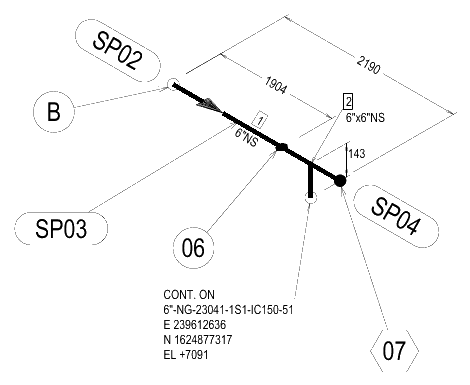 SP02
2190
1904
B
2
6"x6"NS
1
6"NS
143
SP03
06
SP04
CONT. ON
6"-NG-23041-1S1-IC150-51
E 239612636
N 1624877317
EL +7091
07